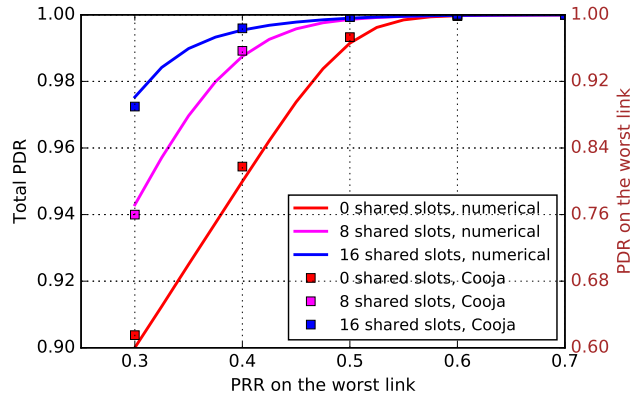 1.00
0.98
0.96
0.94
0.92
0.90
Total PDR
1.00
0.92
0.84
0.76
0.68
0.60
PDR on the worst link
0 shared slots, numerical
8 shared slots, numerical
16 shared slots, numerical
0 shared slots, Cooja
8 shared slots, Cooja
16 shared slots, Cooja
0.3 0.4 0.5 0.6 0.7
PRR on the worst link